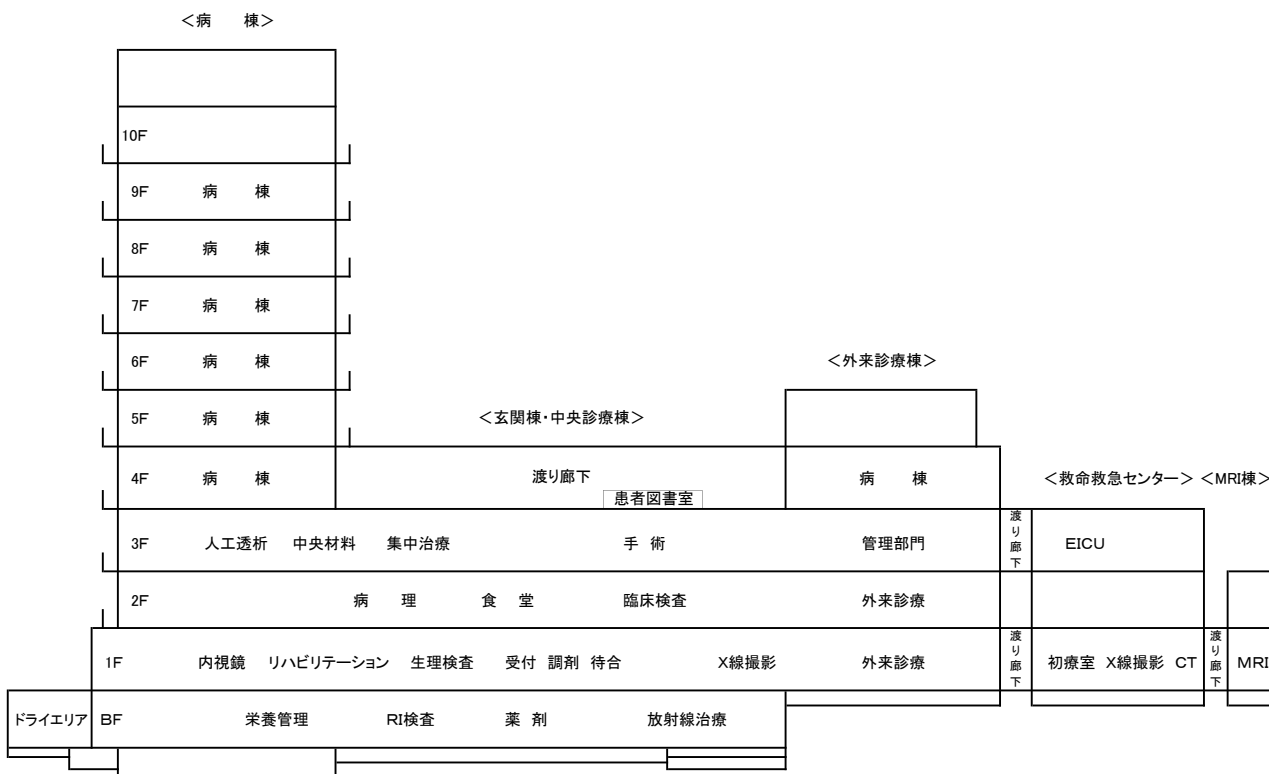 ＜病　棟＞
10F
9F 病　棟
8F 病　棟
7F 病　棟
6F 病　棟
＜外来診療棟＞
5F 病　棟
＜玄関棟・中央診療棟＞
4F 病　棟 渡り廊下 病　棟
＜救命救急センター＞ ＜MRI棟＞
患者図書室
3F 人工透析 中央材料 集中治療 手 術 管理部門 渡り廊下 EICU
2F 病　理 食　堂 臨床検査 外来診療
1F 内視鏡 リハビリテーション 生理検査 受付 調剤 待合 X線撮影 外来診療 渡り廊下 初療室 X線撮影 CT 渡り廊下 MRI
ドライエリア BF 栄養管理 RI検査 薬 剤 放射線治療